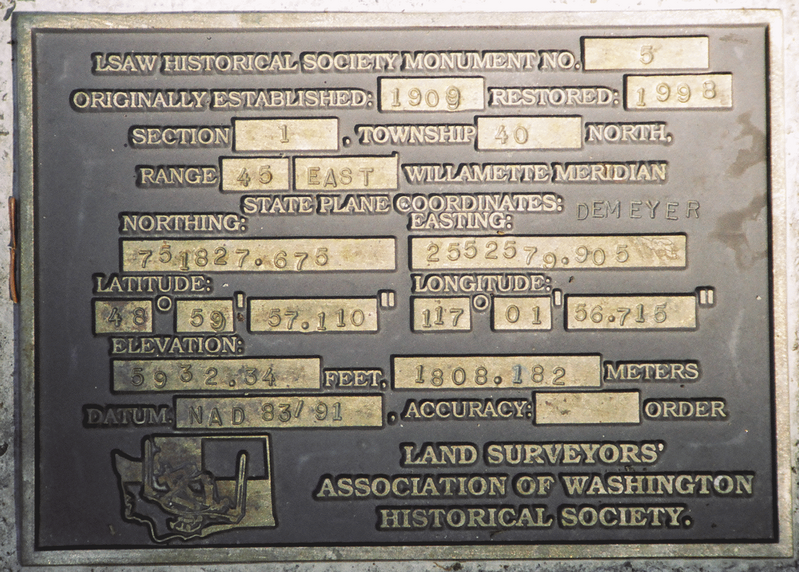 LSAW HISTORICAL SOCIETY MONUMENT NO. 5
ORIGINALLY ESTABLISHED: 1909 RESTORED: 1998
SECTION 1, TOWNSHIP 40 NORTH,
RANGE 45 EAST WILLAMETTE MERIDIAN
STATE PLANE COORDINATES: DEMEYER
NORTHING: EASTING:
751827.675 2552579.905
LATITUDE: LONGITUDE:
48° 59' 57.110" 117° 01' 56.715"
ELEVATION:
5932.34 FEET, 1808.182 METERS
DATUM. NAD 83/91, ACCURACY: ORDER
LAND SURVEYORS'
ASSOCIATION OF WASHINGTON
HISTORICAL SOCIETY.